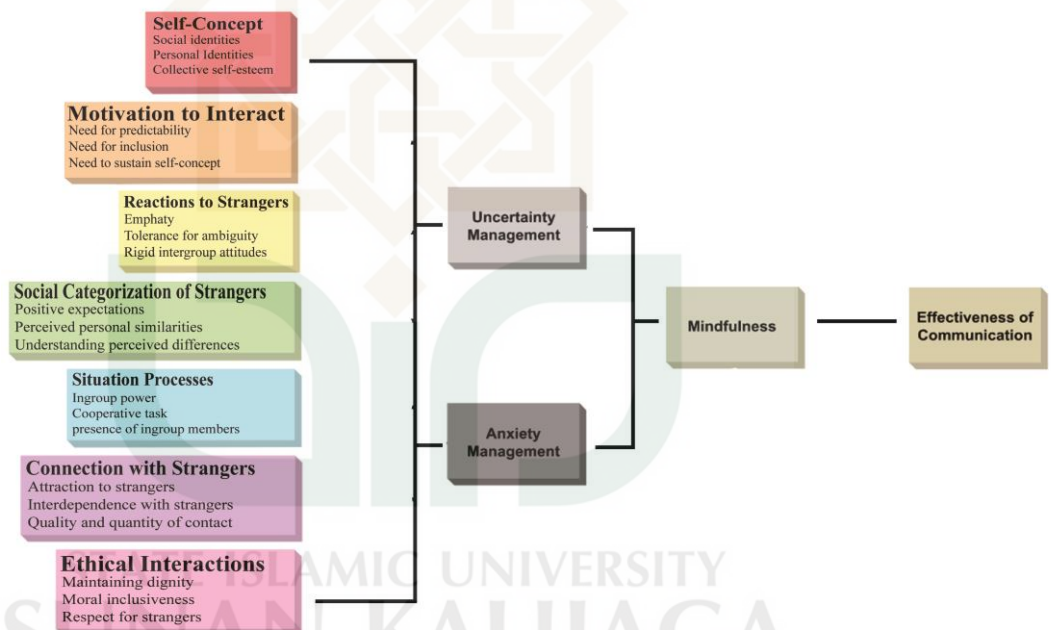 Self-Concept
Social identities
Personal Identities
Collective self-esteem
Motivation to Interact
Need for predictability
Need for inclusion
Need to sustain self-concept
Reactions to Strangers
Emphaty
Tolerance for ambiguity
Rigid intergroup attitudes
Social Categorization of Strangers
Positive expectations
Perceived personal similarities
Understanding perceived differences
Situation Processes
Ingroup power
Cooperative task
presence of ingroup members
Connection with Strangers
Attraction to strangers
Interdependence with strangers
Quality and quantity of contact
Ethical Interactions
Maintaining dignity
Moral inclusiveness
Respect for strangers
Uncertainty
Management
Anxiety
Management
Mindfulness
Effectiveness of
Communication
STATE ISLAMIC UNIVERSITY
SUNAN KALIJAGA